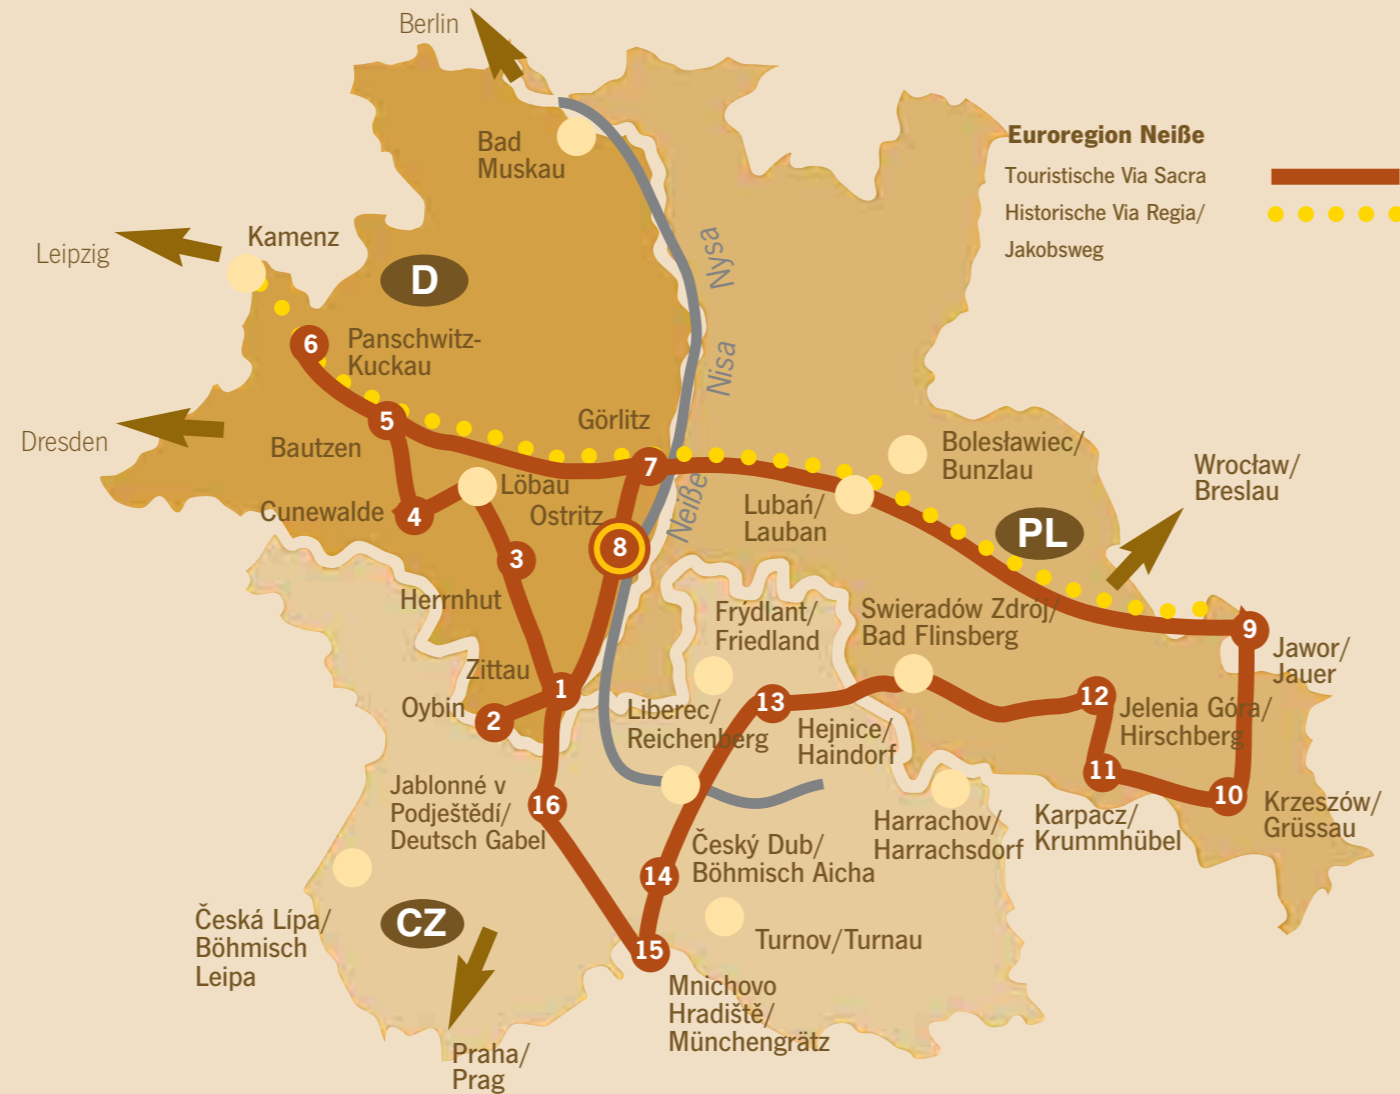 Berlin
Bad
Muskau
Euroregion Neiße
Touristische Via Sacra
Historische Via Regia/
Jakobsweg
Leipzig
Kamenz
D
Nysa
6
Panschwitz-
Kuckau
Nisa
Dresden
5
Bautzen
Görlitz
7
Neiße
Bolesławiec/
Bunzlau
Wrocław/
Breslau
Löbau
Cunewalde
4
Ostritz
8
Lubań/
Lauban
PL
3
Herrnhut
Frýdlant/
Friedland
Swieradów Zdrój/
Bad Flinsberg
9
Jawor/
Jauer
Zittau
1
Oybin
2
Liberec/
Reichenberg
13
Hejnice/
Haindorf
12
Jelenia Góra/
Hirschberg
11
Karpacz/
Krummhübel
10
Krzeszów/
Grüssau
Jablonné v
Podještědí/
Deutsch Gabel
16
Harrachov/
Harrachsdorf
Český Dub/
Böhmisch Aicha
14
Česká Lípa/
Böhmisch
Leipa
CZ
Turnov/Turnau
15
Mnichovo
Hradiště/
Münchengrätz
Praha/
Prag